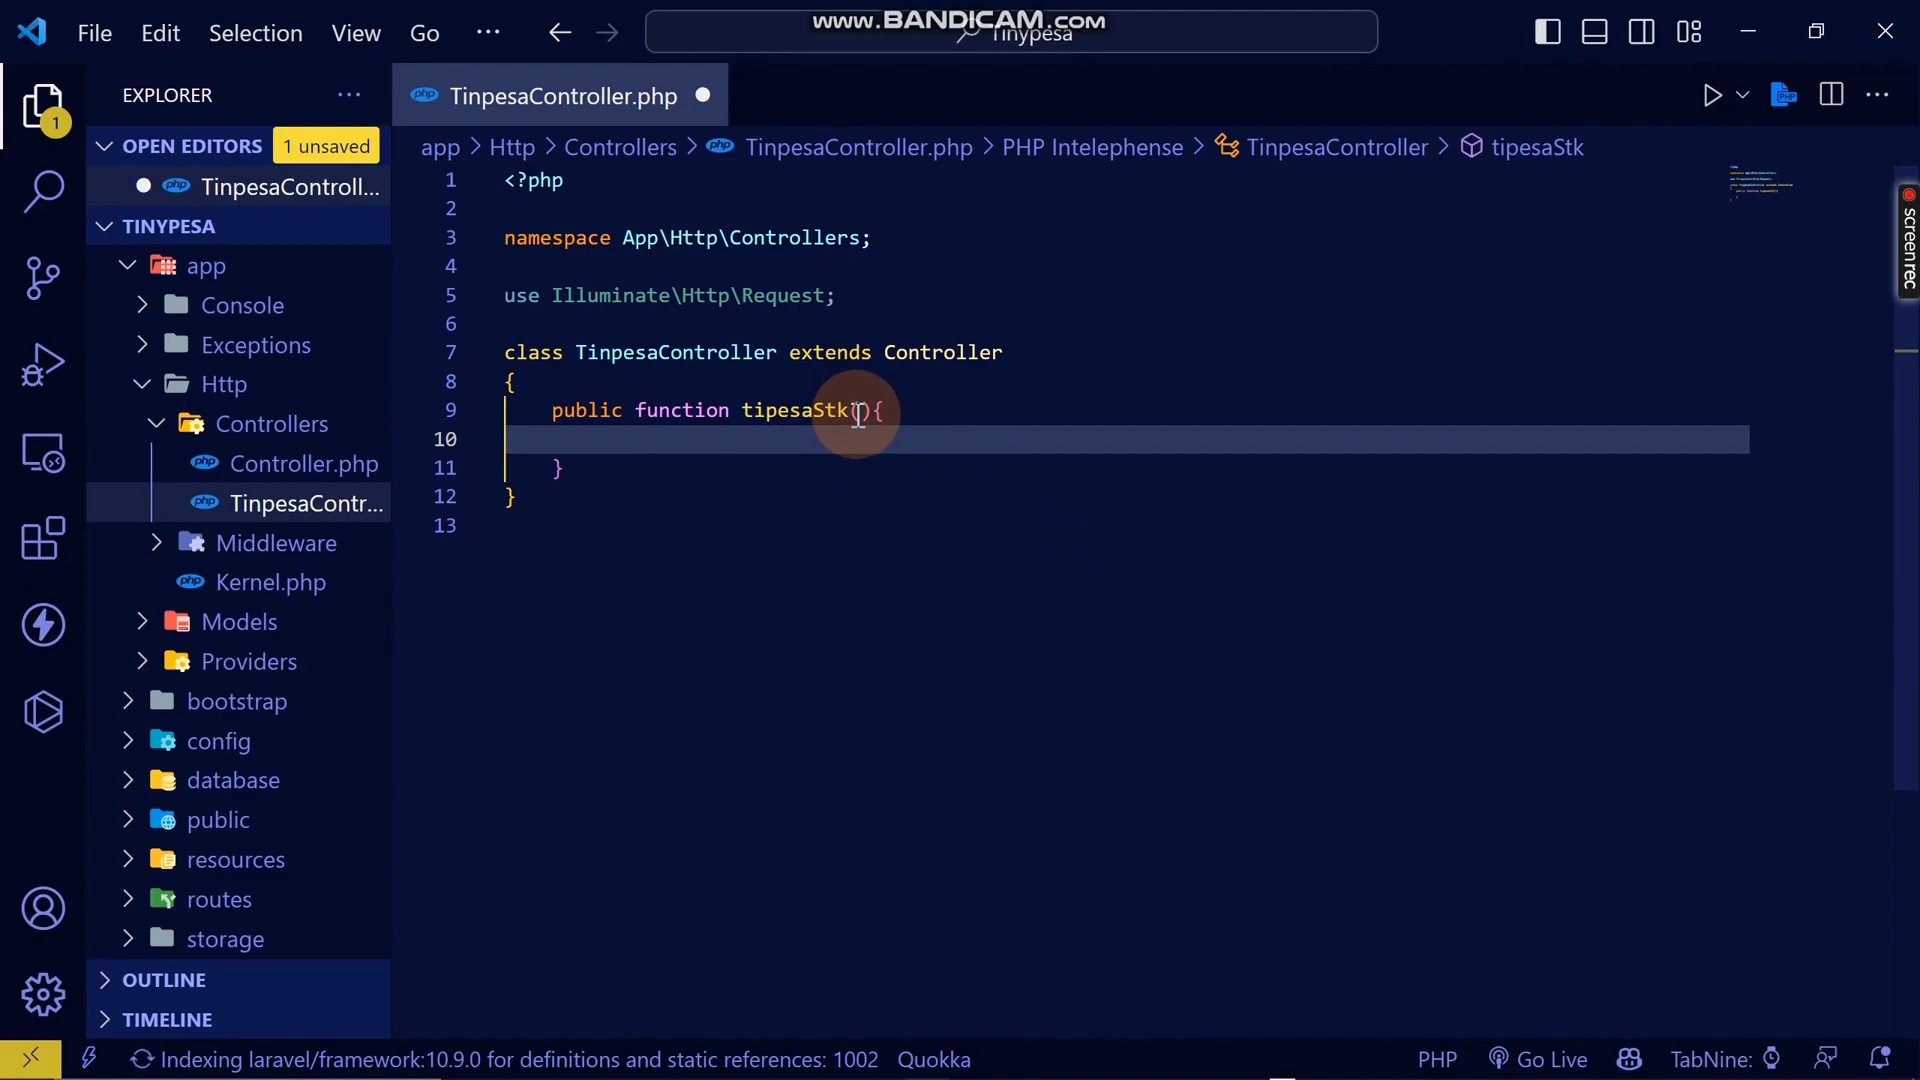 File Edit Selection View Go ··· www.BANDICAM.com Tinypesa
EXPLORER ···
OPEN EDITORS 1 unsaved
TinpesaControll...
TINYPESA
app
Console
Exceptions
Http
Controllers
Controller.php
TinpesaContr...
Middleware
Kernel.php
Models
Providers
bootstrap
config
database
public
resources
routes
storage
OUTLINE
TIMELINE
1
TinpesaController.php
PHP
app > Http > Controllers > php TinpesaController.php > PHP Intelephense > TinpesaController > tipesaStk
1 <?php
2
3 namespace App\Http\Controllers;
4
5 use Illuminate\Http\Request;
6
7 class TinpesaController extends Controller
8 {
9 public function tipesaStk(){
10
11 }
12 }
13
screenrec
Indexing laravel/framework:10.9.0 for definitions and static references: 1002 Quokka PHP Go Live TabNine: